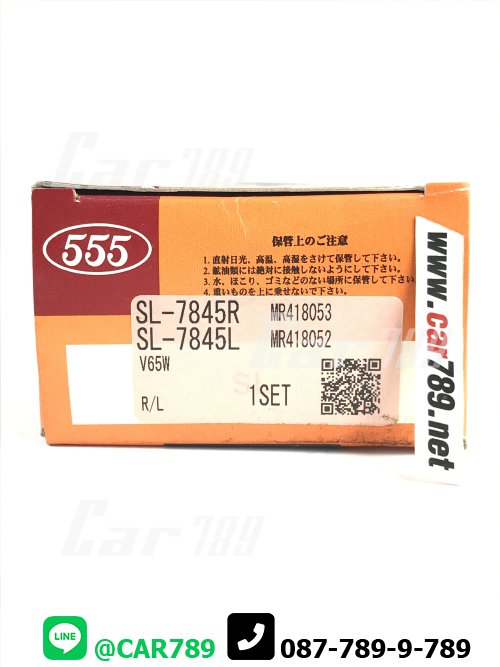 Car789
555
保管上のご注意
1. 直射日光、高温、高湿をさけて保管して下さい。
2. 鉱油類には絶対に接触しないようにして下さい。
3. 水、ほこり、ゴミなどのない場所に保管して下さい。
4. 重いものを上に乗せないで下さい。
SL-7845R MR418053
SL-7845L MR418052
V65W
R/L 1SET
www.car789.net
Car789
LINE @CAR789 087-789-9-789